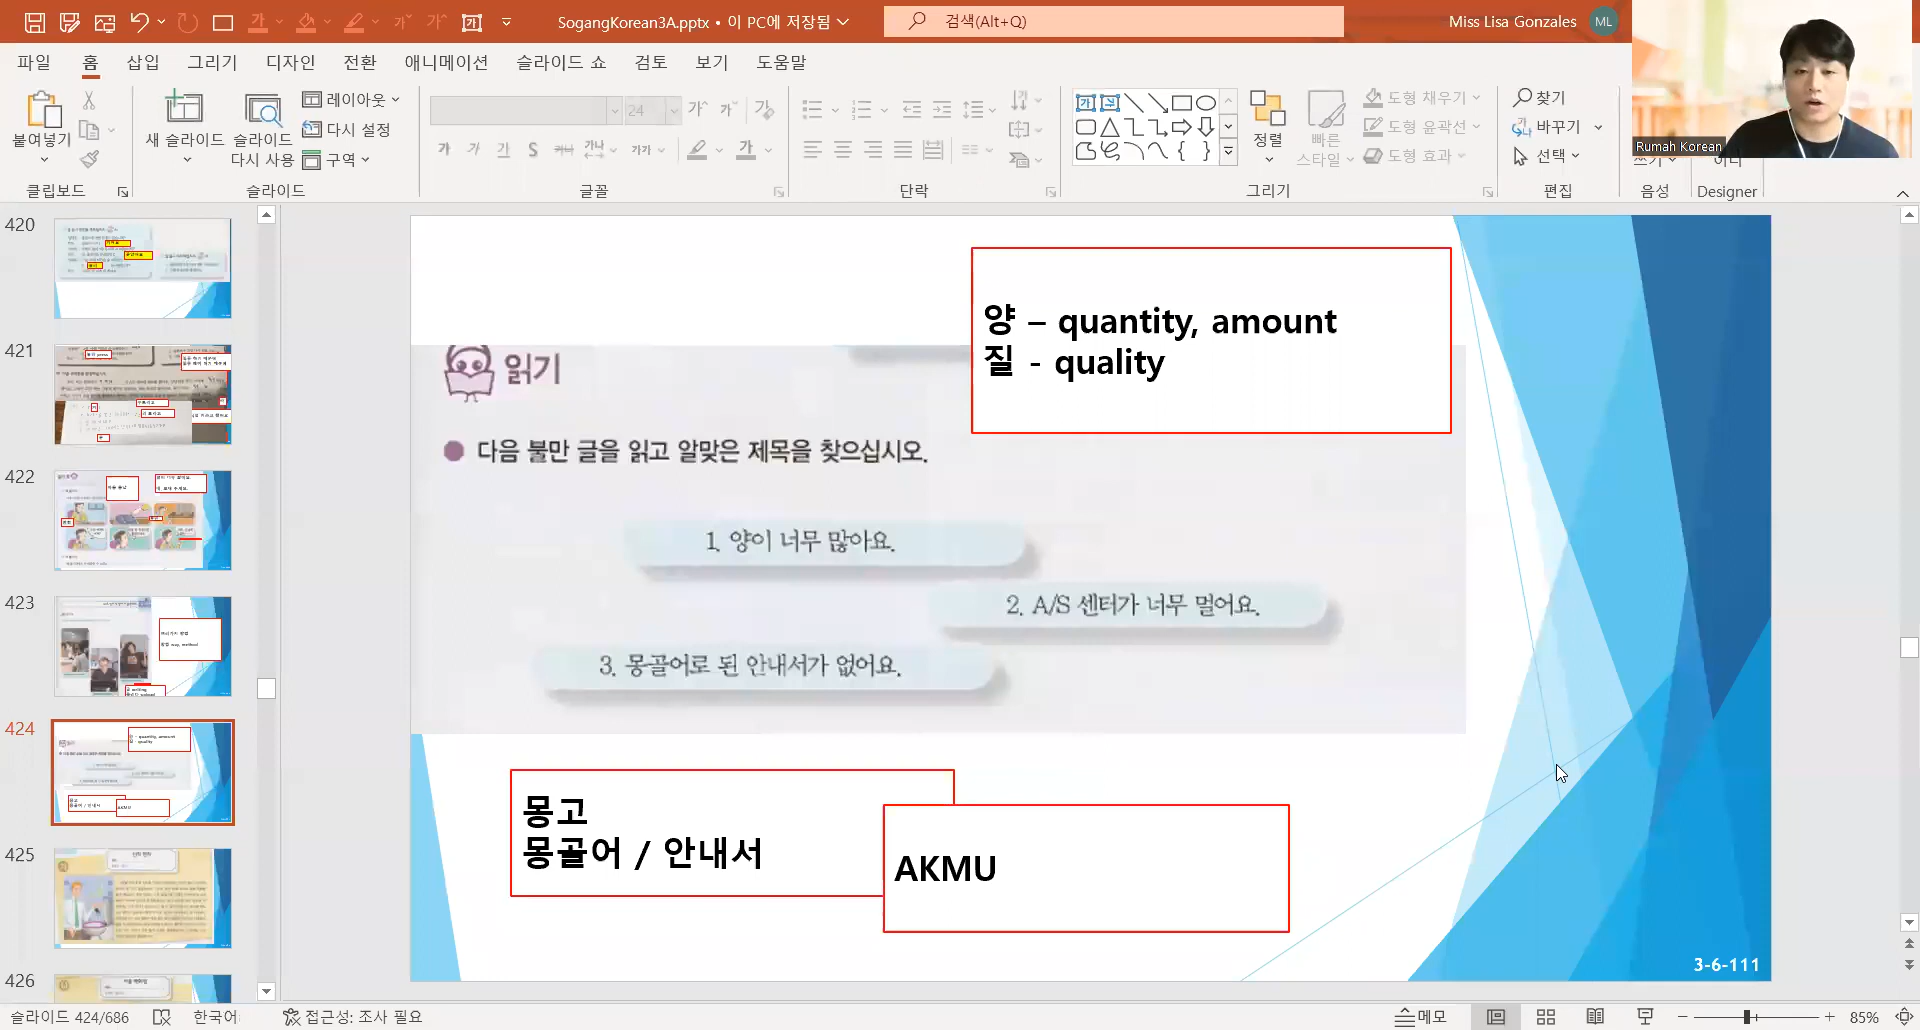 SogangKorean3A.pptx • 이 PC에 저장됨
검색(Alt+Q)
Miss Lisa Gonzales
ML
파일 홈 삽입 그리기 디자인 전환 애니메이션 슬라이드 쇼 검토 보기 도움말
붙여넣기
클립보드
새 슬라이드
슬라이드 다시 사용
레이아웃
다시 설정
구역
슬라이드
24
글꼴
단락
정렬
빠른 스타일
도형 채우기
도형 윤곽선
도형 효과
그리기
찾기
바꾸기
선택
편집
음성
Designer
Rumah Korean
420
421
422
423
424
425
426
양 – quantity, amount
질 - quality
읽기
다음 불만 글을 읽고 알맞은 제목을 찾으십시오.
1. 양이 너무 많아요.
2. A/S 센터가 너무 멀어요.
3. 몽골어로 된 안내서가 없어요.
몽고
몽골어 / 안내서
AKMU
3-6-111
슬라이드 424/686
한국어
접근성: 조사 필요
메모
85%